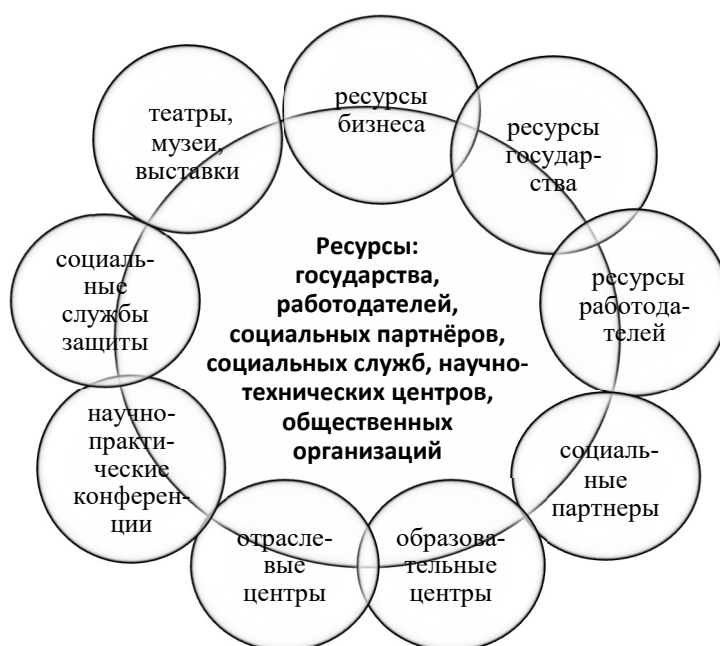 театры,
музеи,
выставки
ресурсы
бизнеса
ресурсы
государ-
ства
ресурсы
работода-
телей
социаль-
ные
партнеры
образова-
тельные
центры
отрасле-
вые
центры
научно-
практи-
ческие
конферен-
ции
социаль-
ные
службы
защиты
Ресурсы:
государства,
работодателей,
социальных партнёров,
социальных служб, научно-
технических центров,
общественных
организаций